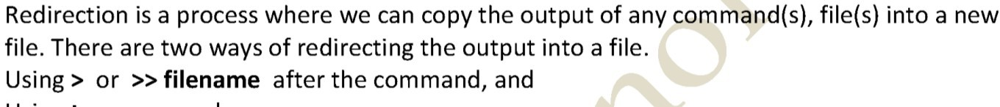 Redirection is a process where we can copy the output of any command(s), file(s) into a new
file. There are two ways of redirecting the output into a file.
Using > or >> filename after the command, and